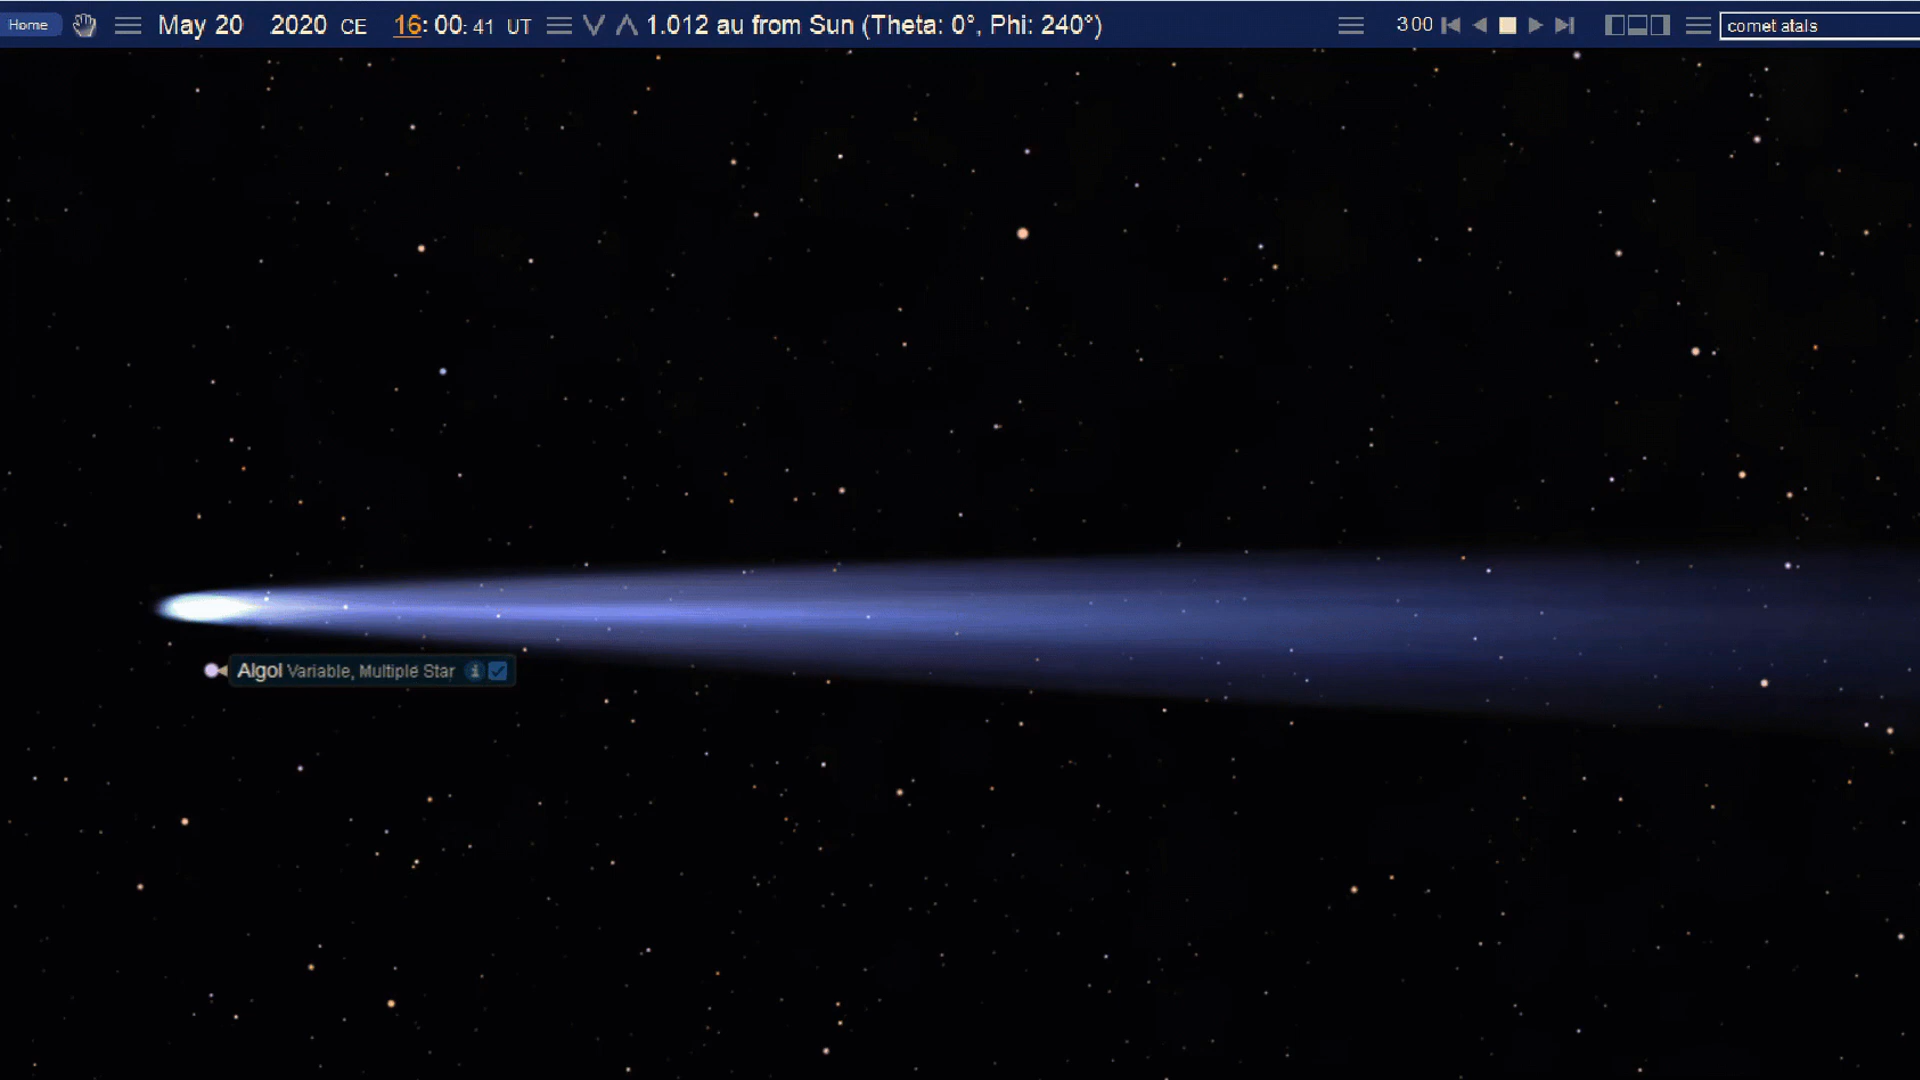 Home May 20 2020 CE 16:00:41 UT 1.012 au from Sun (Theta: 0°, Phi: 240°) 300 comet atals
Algol Variable, Multiple Star i